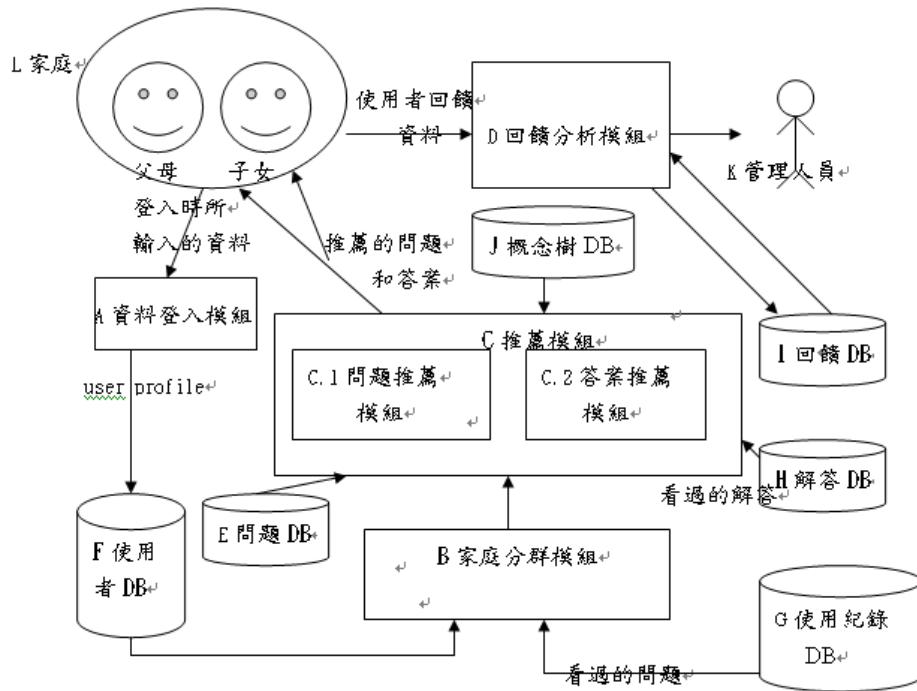 L 家庭
父母
子女
使用者回饋
資料
D 回饋分析模組
K 管理人員
登入時所
輸入的資料
推薦的問題
和答案
J 概念樹 DB
A 資料登入模組
C 推薦模組
I 回饋 DB
C.1 問題推薦
模組
C.2 答案推薦
模組
user profile
看過的解答
H 解答 DB
E 問題 DB
F 使用
者 DB
B 家庭分群模組
G 使用紀錄
DB
看過的問題